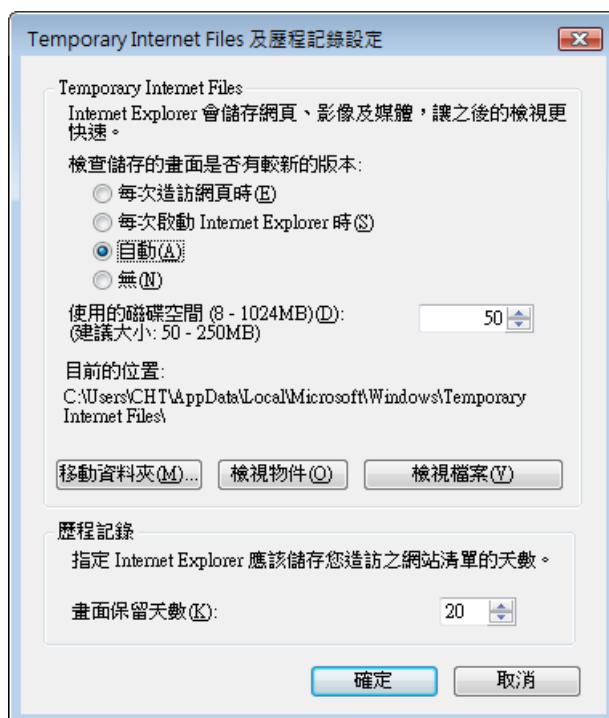 Temporary Internet Files 及歷程記錄設定
Temporary Internet Files
Internet Explorer 會儲存網頁、影像及媒體，讓之後的檢視更
快速。
檢查儲存的畫面是否有較新的版本:
每次造訪網頁時(E)
每次啟動 Internet Explorer 時(S)
自動(A)
無(N)
使用的磁碟空間 (8 - 1024MB)(D): 50
(建議大小: 50 - 250MB)
目前的位置:
C:\Users\CHT\AppData\Local\Microsoft\Windows\Temporary
Internet Files\
移動資料夾(M)... 檢視物件(O) 檢視檔案(V)
歷程記錄
指定 Internet Explorer 應該儲存您造訪之網站清單的天數。
畫面保留天數(K): 20
確定 取消